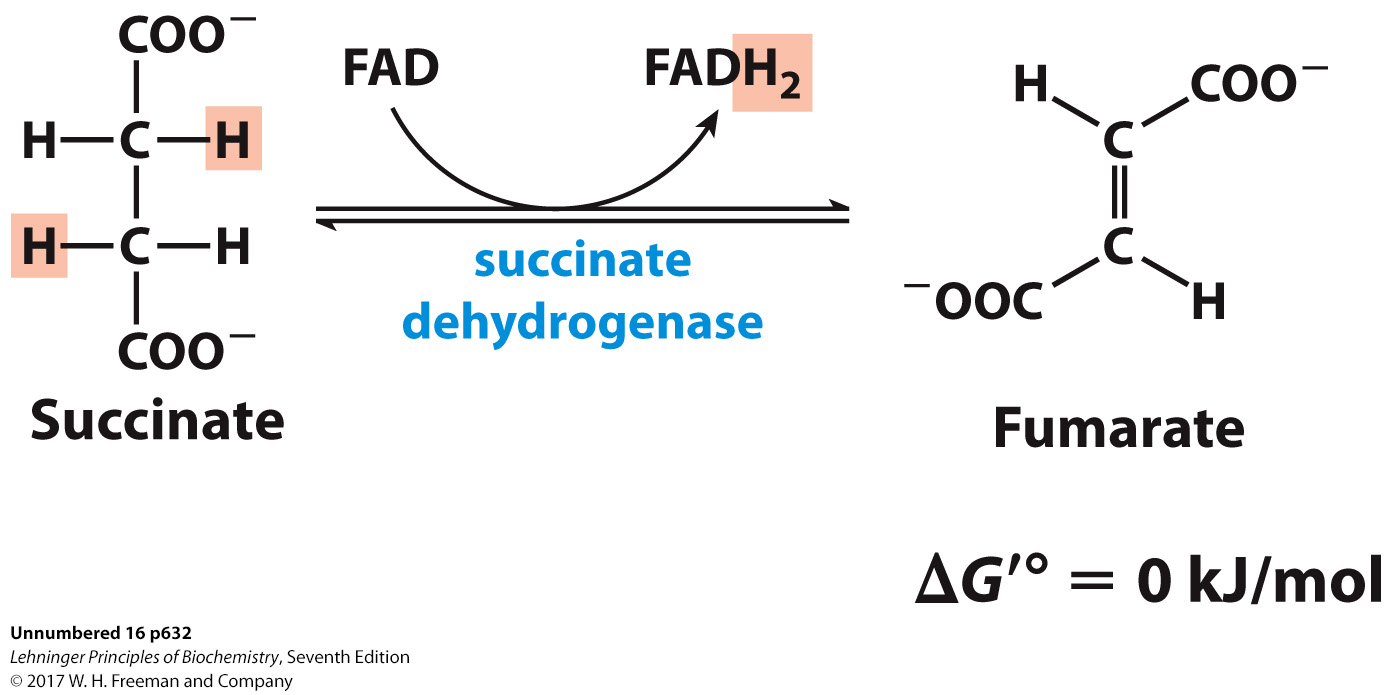 COO⁻
H—C—H
H—C—H
COO⁻
Succinate
FAD
FADH₂
succinate
dehydrogenase
H
COO⁻
C
C
⁻OOC
H
Fumarate
ΔG′° = 0 kJ/mol
Unnumbered 16 p632
Lehninger Principles of Biochemistry, Seventh Edition
© 2017 W. H. Freeman and Company